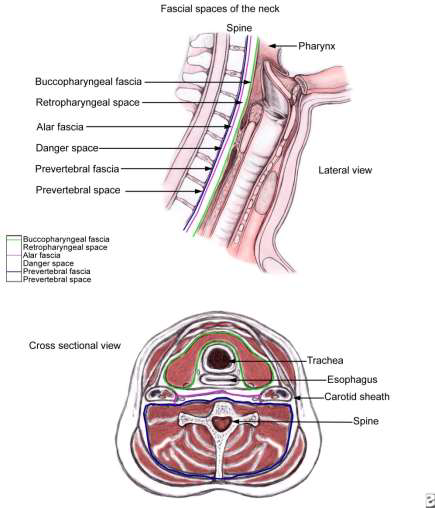 Fascial spaces of the neck
Spine
Pharynx
Buccopharyngeal fascia
Retropharyngeal space
Alar fascia
Danger space
Prevertebral fascia
Prevertebral space
Lateral view
Buccopharyngeal fascia
Retropharyngeal space
Alar fascia
Danger space
Prevertebral fascia
Prevertebral space
Cross sectional view
Trachea
Esophagus
Carotid sheath
Spine